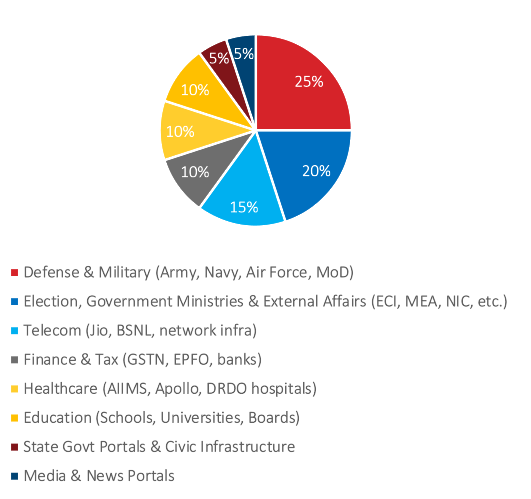 5%
5%
25%
10%
10%
20%
10%
15%
Defense & Military (Army, Navy, Air Force, MoD)
Election, Government Ministries & External Affairs (ECI, MEA, NIC, etc.)
Telecom (Jio, BSNL, network infra)
Finance & Tax (GSTN, EPFO, banks)
Healthcare (AIIMS, Apollo, DRDO hospitals)
Education (Schools, Universities, Boards)
State Govt Portals & Civic Infrastructure
Media & News Portals